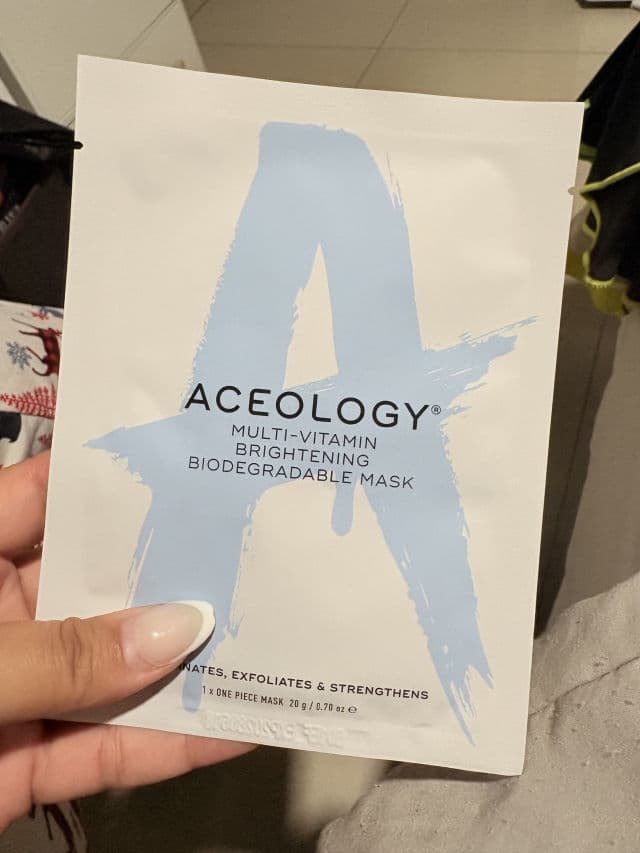 ACEOLOGY®
MULTI-VITAMIN
BRIGHTENING
BIODEGRADABLE MASK
EXFOLIATES & STRENGTHENS
1 x ONE PIECE MASK 20 g / 0.70 oz ℮